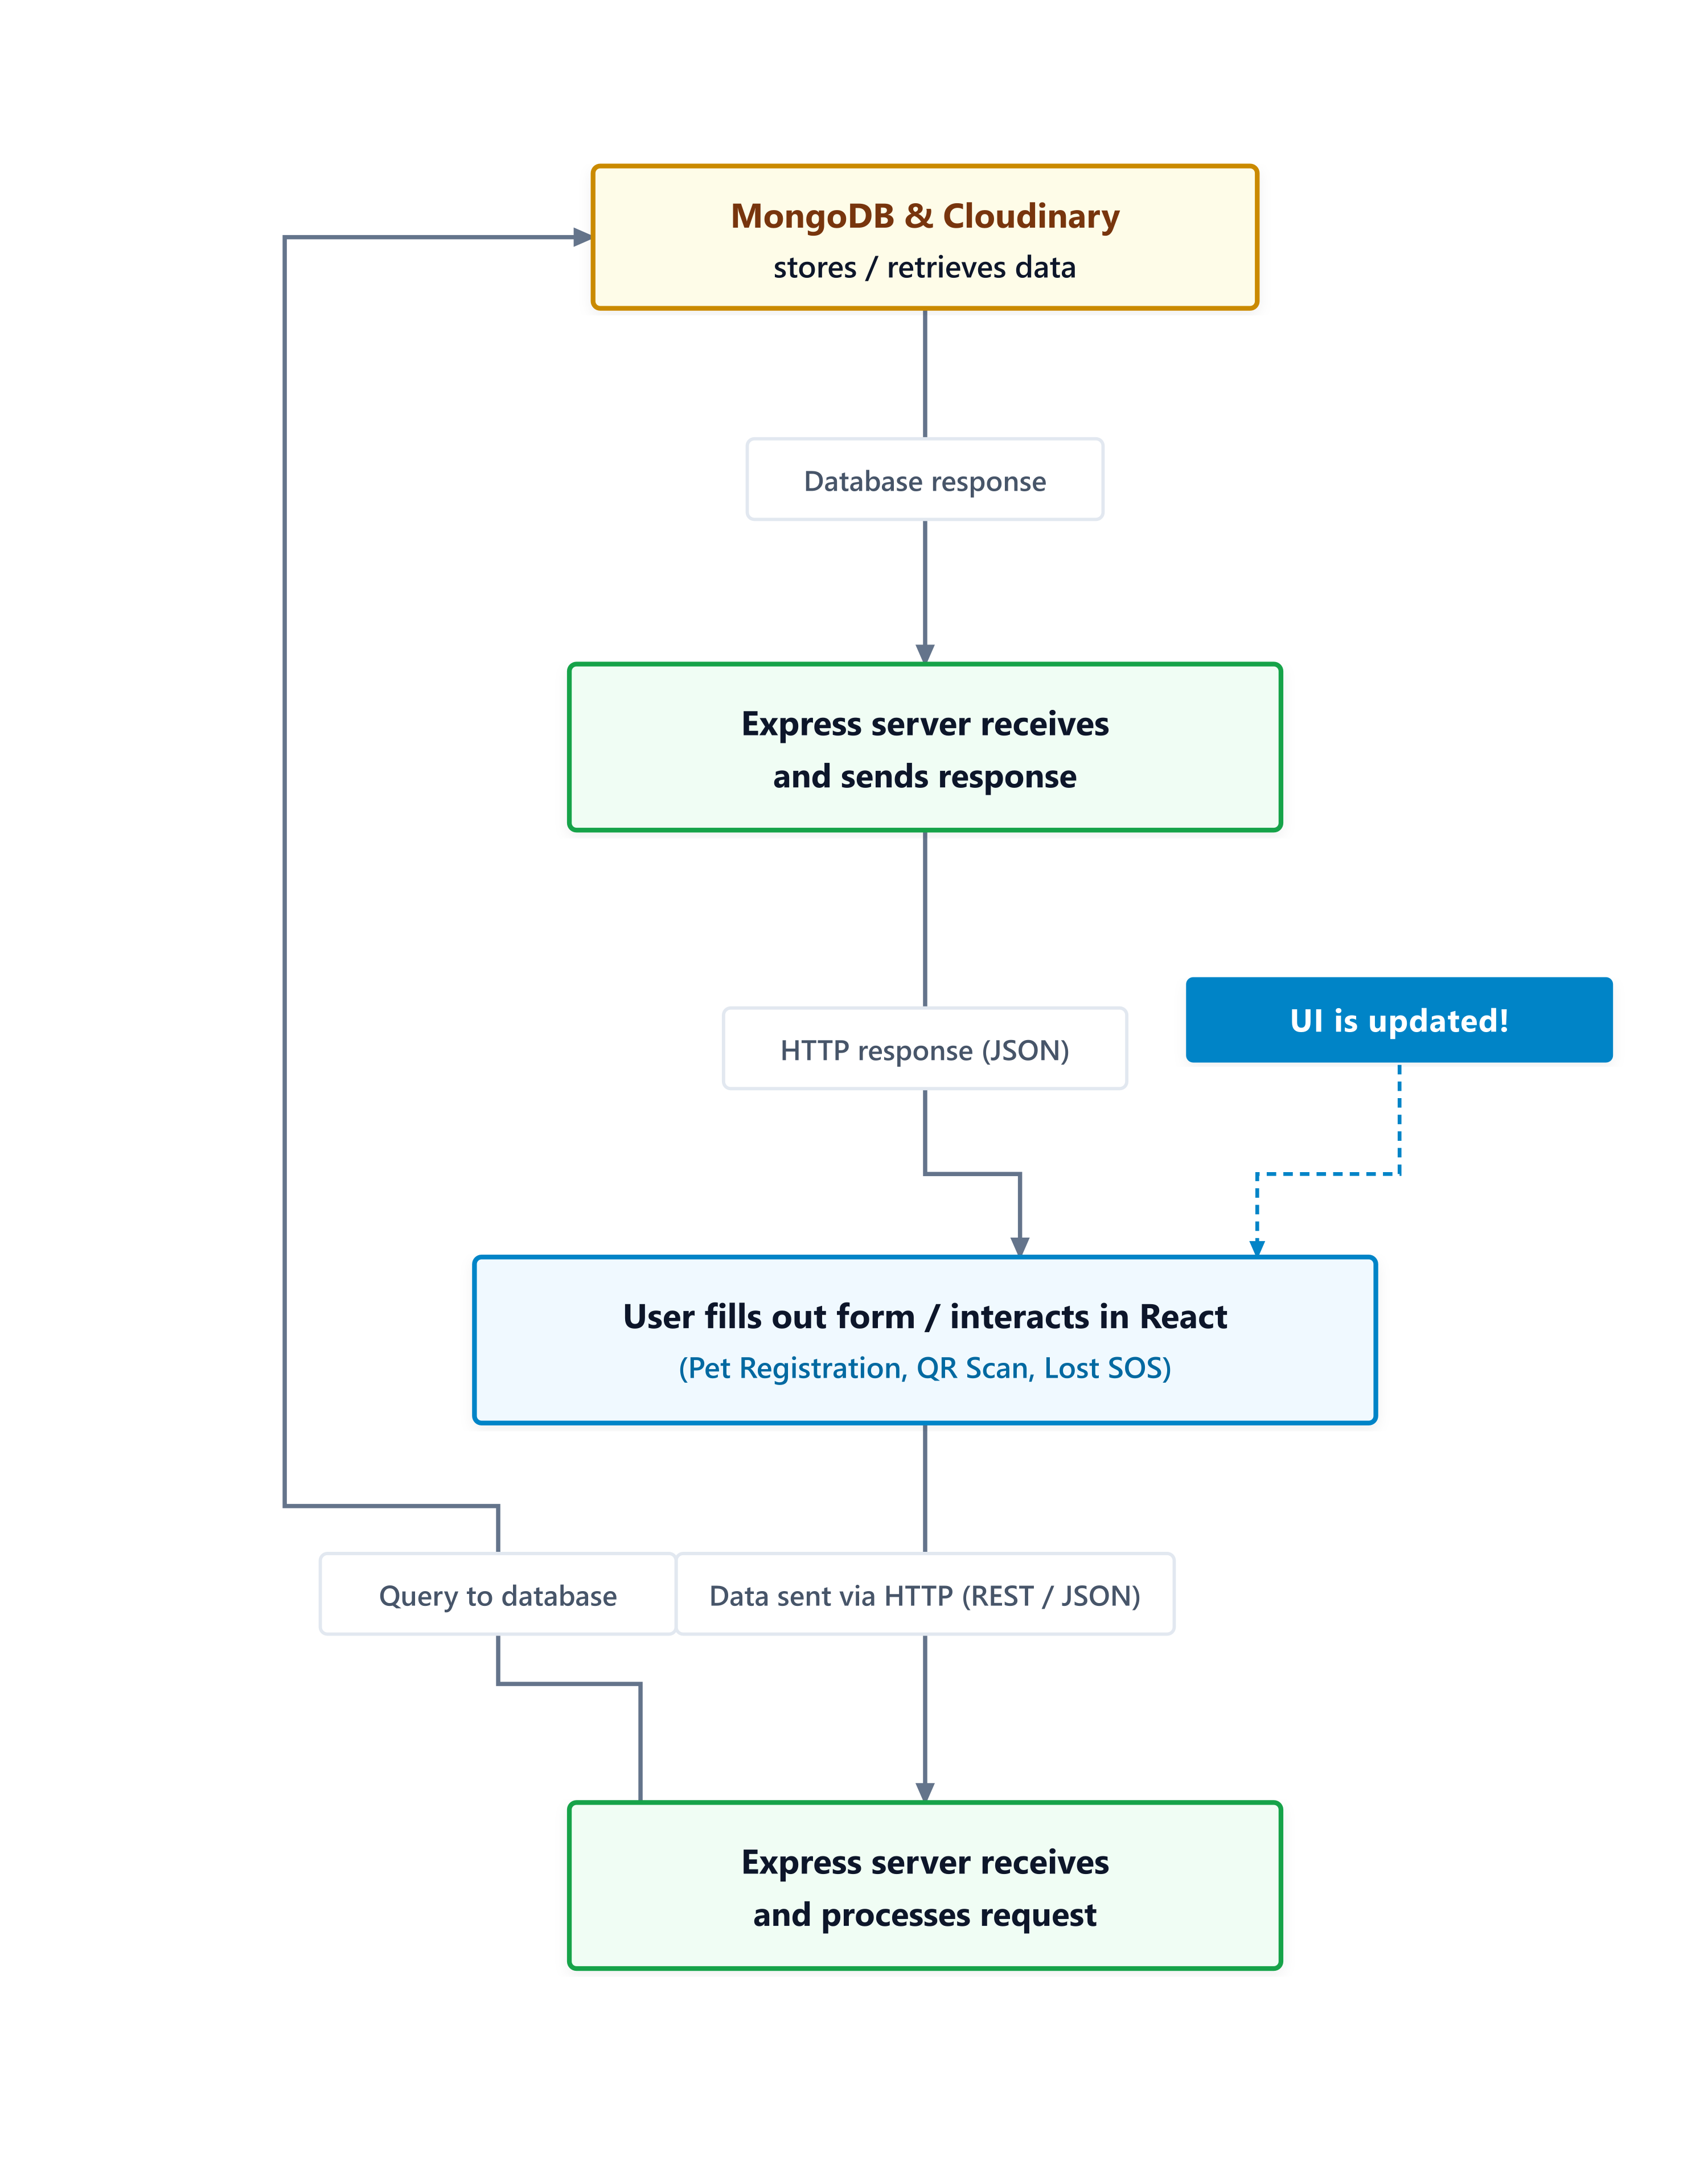 MongoDB & Cloudinary
stores / retrieves data
Database response
Express server receives
and sends response
UI is updated!
HTTP response (JSON)
User fills out form / interacts in React
(Pet Registration, QR Scan, Lost SOS)
Query to database
Data sent via HTTP (REST / JSON)
Express server receives
and processes request